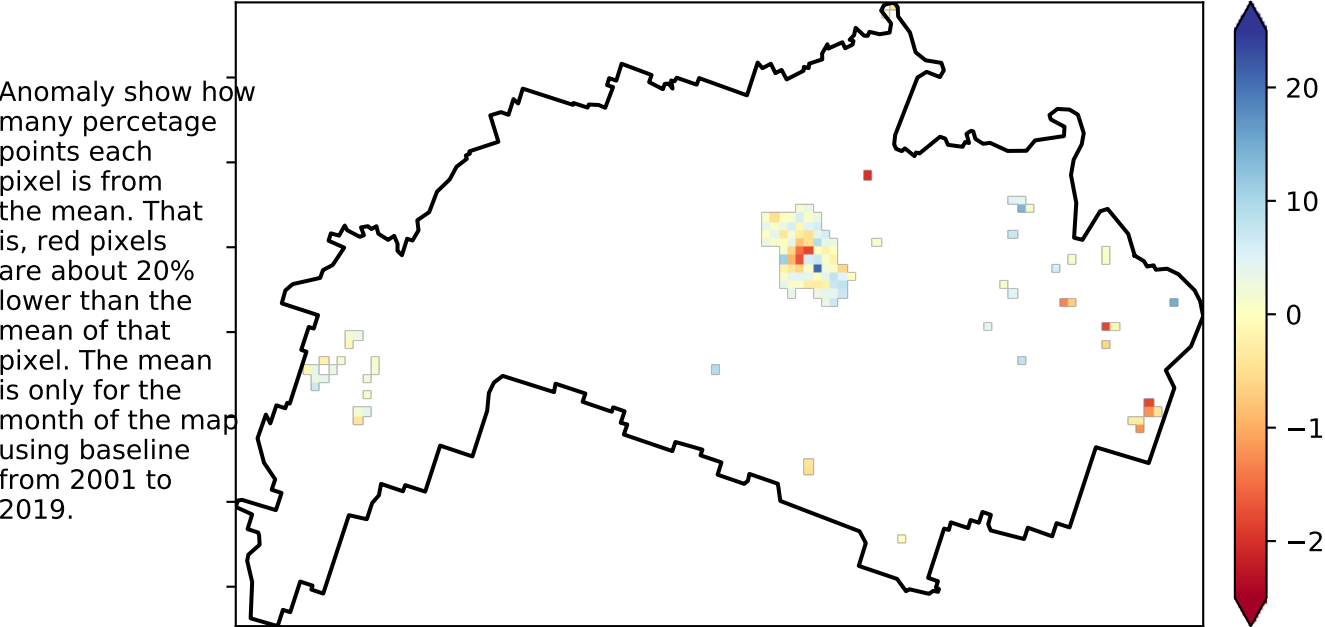 Anomaly show how
many percetage
points each
pixel is from
the mean. That
is, red pixels
are about 20%
lower than the
mean of that
pixel. The mean
is only for the
month of the map
using baseline
from 2001 to
2019.
20
10
0
−1
−2